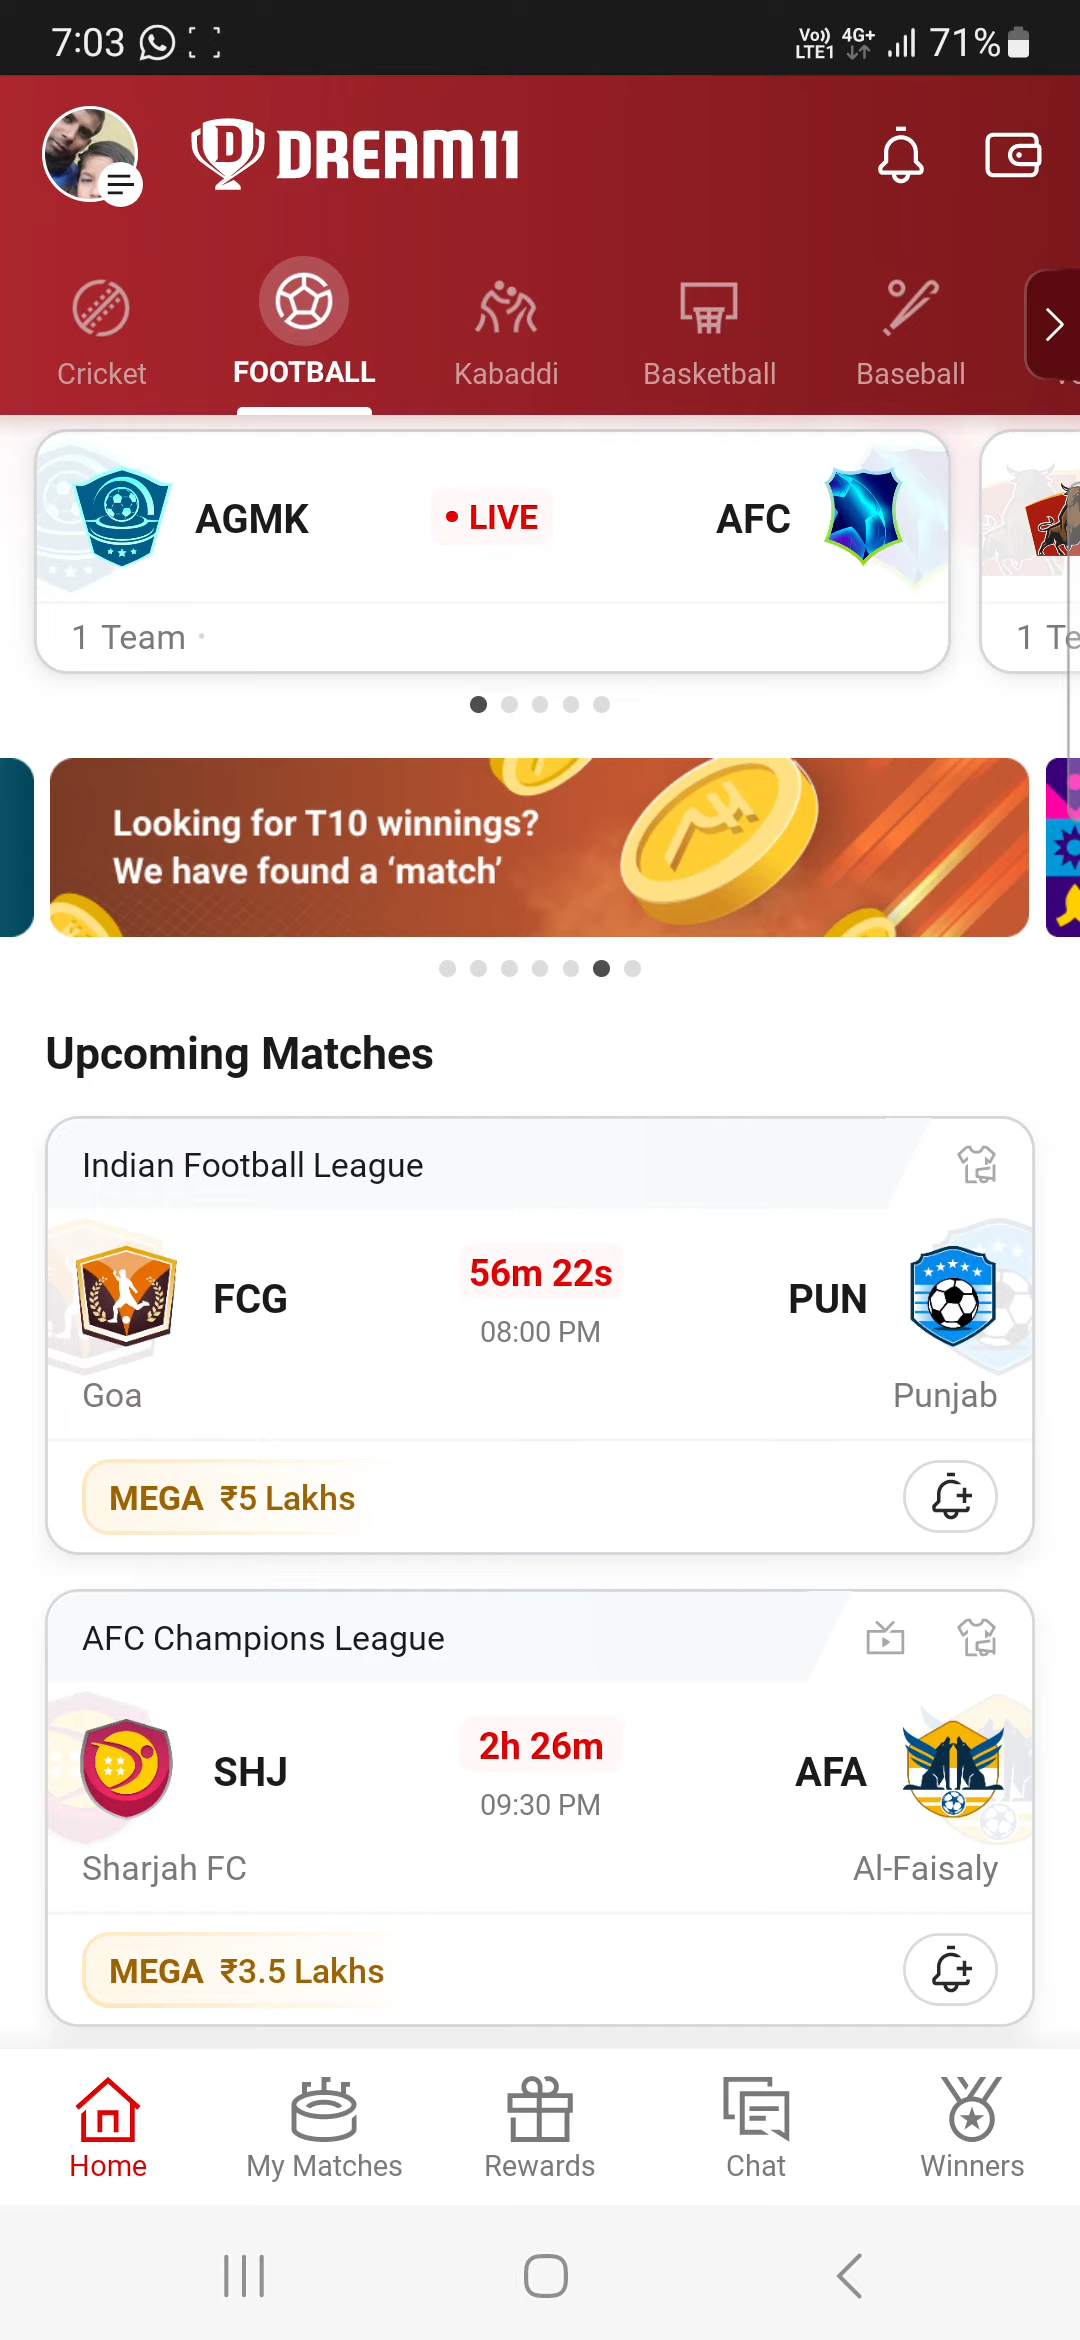 7:03
Vo)) LTE1 4G+ 71%
DREAM11
Cricket
FOOTBALL
Kabaddi
Basketball
Baseball
AGMK
LIVE
AFC
1 Team
1 Te
Looking for T10 winnings?
We have found a ‘match’
Upcoming Matches
Indian Football League
FCG
56m 22s
PUN
08:00 PM
Goa
Punjab
MEGA ₹5 Lakhs
AFC Champions League
SHJ
2h 26m
AFA
09:30 PM
Sharjah FC
Al-Faisaly
MEGA ₹3.5 Lakhs
Home
My Matches
Rewards
Chat
Winners